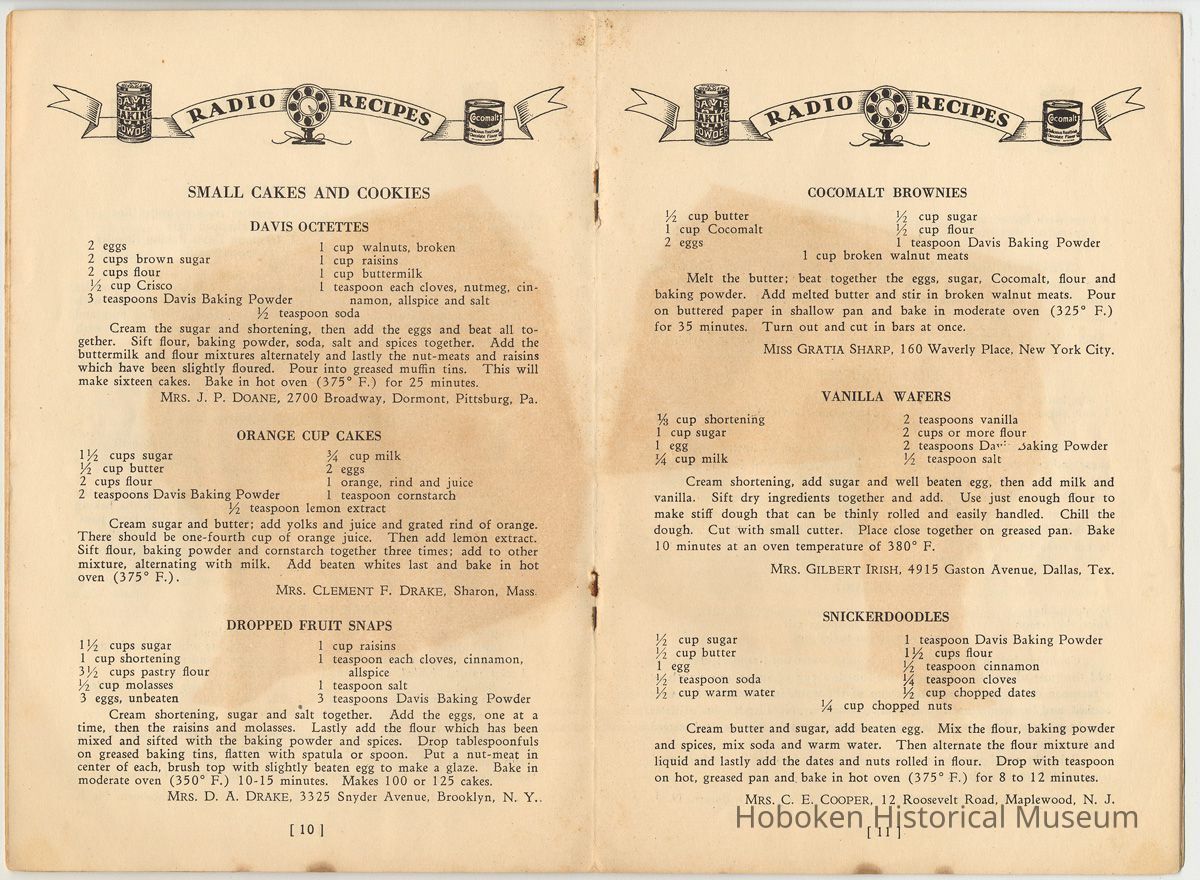 DAVIS BAKING POWDER
RADIO RECIPES
Cocomalt
SMALL CAKES AND COOKIES
DAVIS OCTETTES
2 eggs
2 cups brown sugar
2 cups flour
½ cup Crisco
3 teaspoons Davis Baking Powder
1 cup walnuts, broken
1 cup raisins
1 cup buttermilk
1 teaspoon each cloves, nutmeg, cin-
namon, allspice and salt
½ teaspoon soda
Cream the sugar and shortening, then add the eggs and beat all to-
gether. Sift flour, baking powder, soda, salt and spices together. Add the
buttermilk and flour mixtures alternately and lastly the nut-meats and raisins
which have been slightly floured. Pour into greased muffin tins. This will
make sixteen cakes. Bake in hot oven (375° F.) for 25 minutes.
MRS. J. P. DOANE, 2700 Broadway, Dormont, Pittsburg, Pa.
ORANGE CUP CAKES
1½ cups sugar
½ cup butter
2 cups flour
2 teaspoons Davis Baking Powder
¾ cup milk
2 eggs
1 orange, rind and juice
1 teaspoon cornstarch
½ teaspoon lemon extract
Cream sugar and butter; add yolks and juice and grated rind of orange.
There should be one-fourth cup of orange juice. Then add lemon extract.
Sift flour, baking powder and cornstarch together three times; add to other
mixture, alternating with milk. Add beaten whites last and bake in hot
oven (375° F.).
MRS. CLEMENT F. DRAKE, Sharon, Mass.
DROPPED FRUIT SNAPS
1½ cups sugar
1 cup shortening
3½ cups pastry flour
½ cup molasses
3 eggs, unbeaten
1 cup raisins
1 teaspoon each cloves, cinnamon,
allspice
1 teaspoon salt
3 teaspoons Davis Baking Powder
Cream shortening, sugar and salt together. Add the eggs, one at a
time, then the raisins and molasses. Lastly add the flour which has been
mixed and sifted with the baking powder and spices. Drop tablespoonfuls
on greased baking tins, flatten with spatula or spoon. Put a nut-meat in
center of each, brush top with slightly beaten egg to make a glaze. Bake in
moderate oven (350° F.) 10-15 minutes. Makes 100 or 125 cakes.
MRS. D. A. DRAKE, 3325 Snyder Avenue, Brooklyn, N. Y..
[ 10 ]
DAVIS BAKING POWDER
RADIO RECIPES
Cocomalt
COCOMALT BROWNIES
½ cup butter
1 cup Cocomalt
2 eggs
½ cup sugar
½ cup flour
1 teaspoon Davis Baking Powder
1 cup broken walnut meats
Melt the butter; beat together the eggs, sugar, Cocomalt, flour and
baking powder. Add melted butter and stir in broken walnut meats. Pour
on buttered paper in shallow pan and bake in moderate oven (325° F.)
for 35 minutes. Turn out and cut in bars at once.
MISS GRATIA SHARP, 160 Waverly Place, New York City.
VANILLA WAFERS
⅓ cup shortening
1 cup sugar
1 egg
¼ cup milk
2 teaspoons vanilla
2 cups or more flour
2 teaspoons Davis Baking Powder
½ teaspoon salt
Cream shortening, add sugar and well beaten egg, then add milk and
vanilla. Sift dry ingredients together and add. Use just enough flour to
make stiff dough that can be thinly rolled and easily handled. Chill the
dough. Cut with small cutter. Place close together on greased pan. Bake
10 minutes at an oven temperature of 380° F.
MRS. GILBERT IRISH, 4915 Gaston Avenue, Dallas, Tex.
SNICKERDOODLES
½ cup sugar
½ cup butter
1 egg
½ teaspoon soda
½ cup warm water
1 teaspoon Davis Baking Powder
1½ cups flour
½ teaspoon cinnamon
¼ teaspoon cloves
½ cup chopped dates
¼ cup chopped nuts
Cream butter and sugar, add beaten egg. Mix the flour, baking powder
and spices, mix soda and warm water. Then alternate the flour mixture and
liquid and lastly add the dates and nuts rolled in flour. Drop with teaspoon
on hot, greased pan and bake in hot oven (375° F.) for 8 to 12 minutes.
MRS. C. E. COOPER, 12 Roosevelt Road, Maplewood, N. J.
Hoboken Historical Museum
[ 11 ]